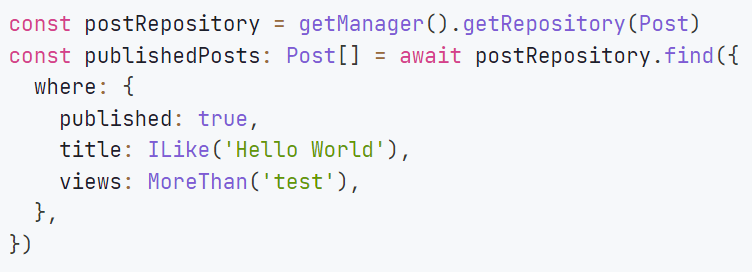 const postRepository = getManager().getRepository(Post)
const publishedPosts: Post[] = await postRepository.find({
  where: {
    published: true,
    title: ILike('Hello World'),
    views: MoreThan('test'),
  },
})